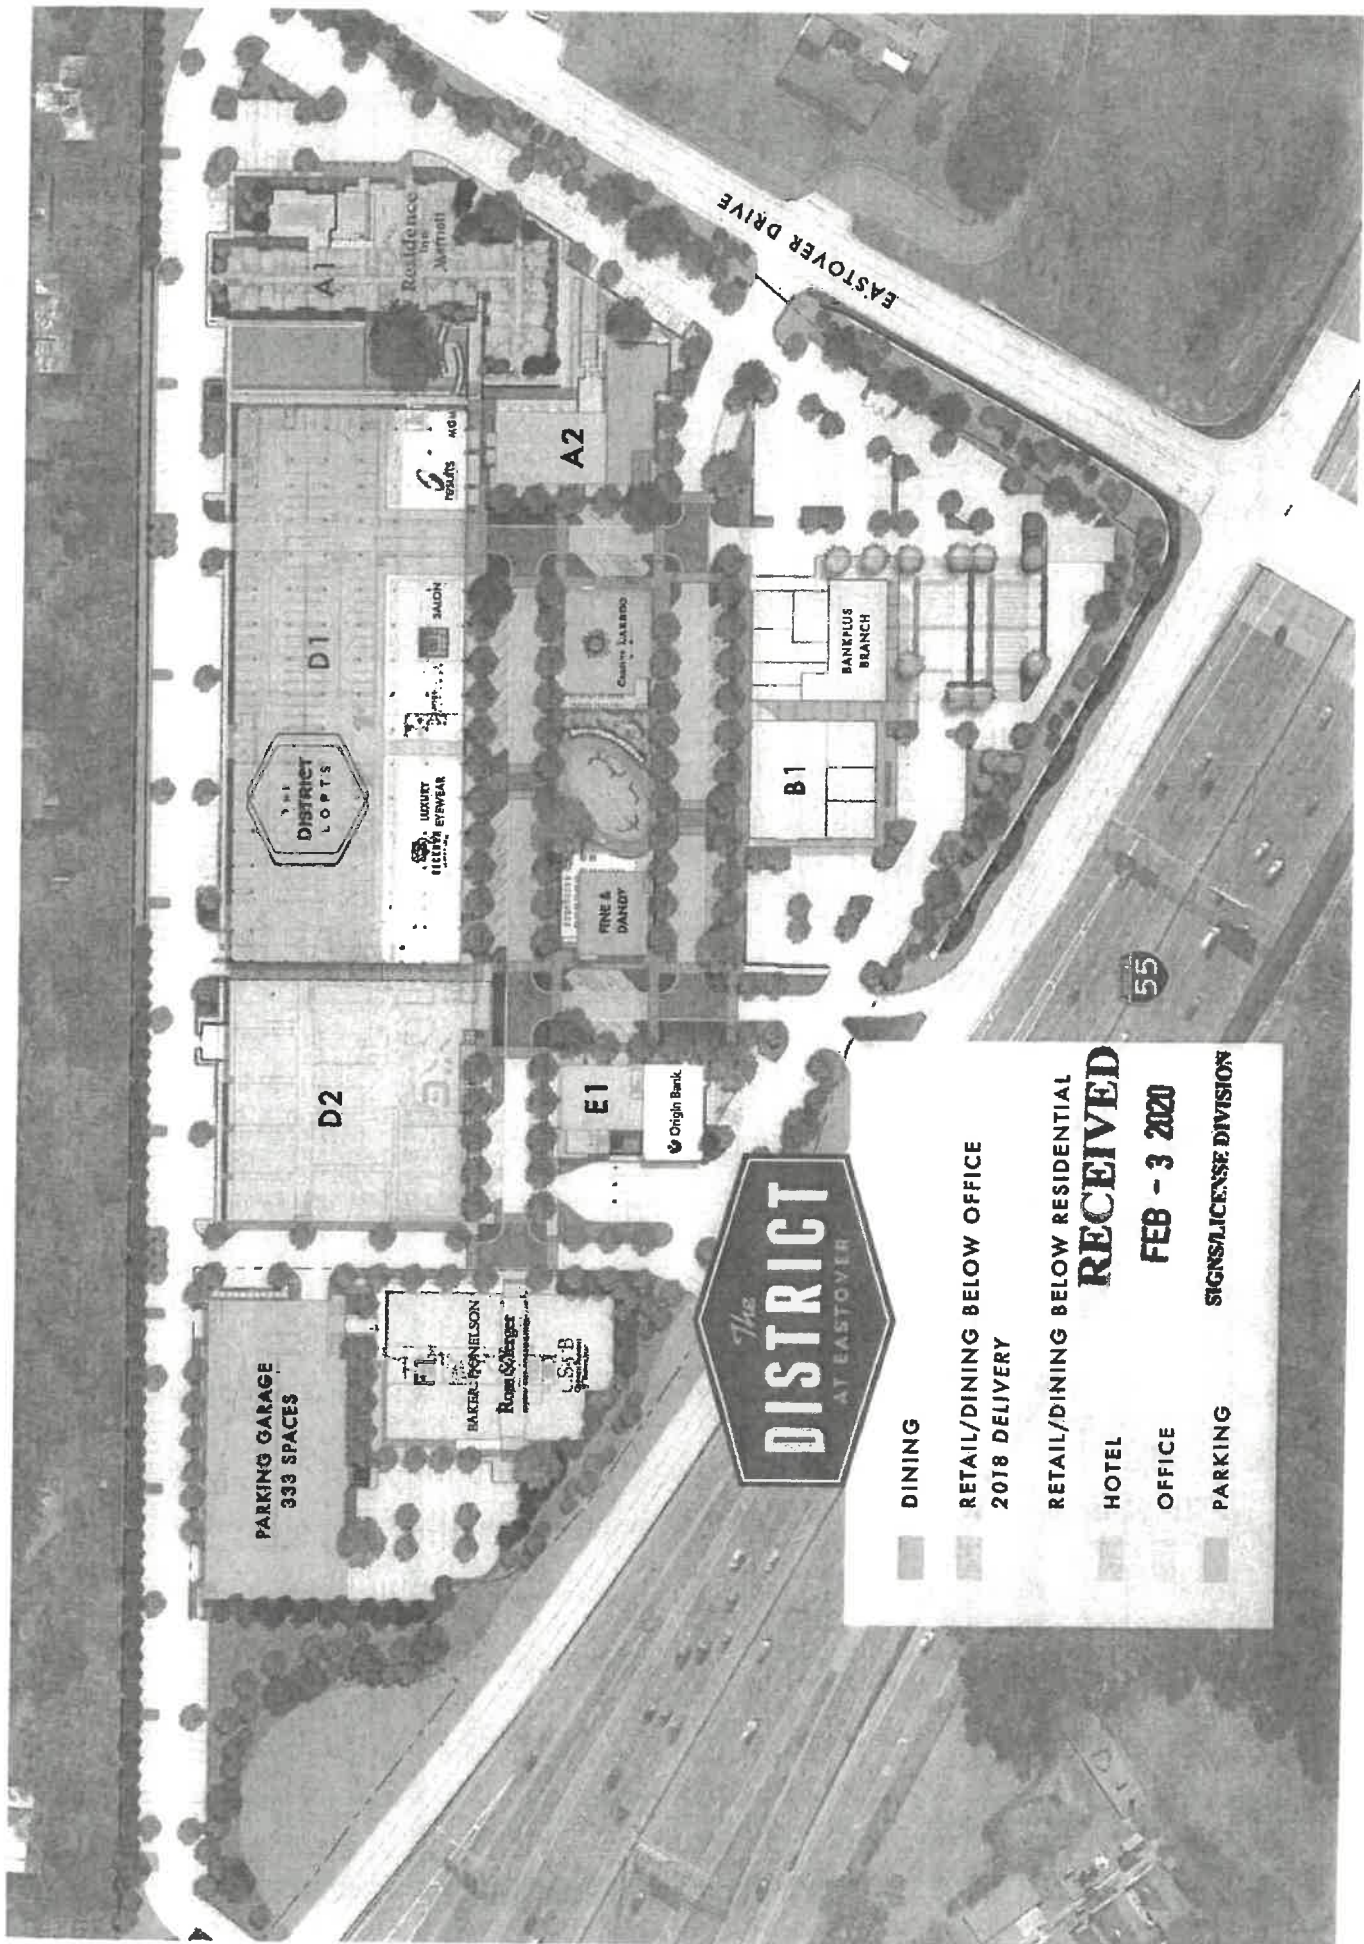 PARKING GARAGE
333 SPACES
D2
THE
DISTRICT
LOFTS
D1
A1
Residence
Inn
Marriott
LUXURY
EYEWEAR
SALON
results
BAKER DONELSON
Ross & Yerger
E1
Origin Bank
FINE &
DANDY
A2
B1
BANKPLUS
BRANCH
EASTOVER DRIVE
55
The
DISTRICT
AT EASTOVER
DINING
RETAIL/DINING BELOW OFFICE
2018 DELIVERY
RETAIL/DINING BELOW RESIDENTIAL
HOTEL
OFFICE
PARKING
RECEIVED
FEB - 3 2020
SIGNS/LICENSE DIVISION